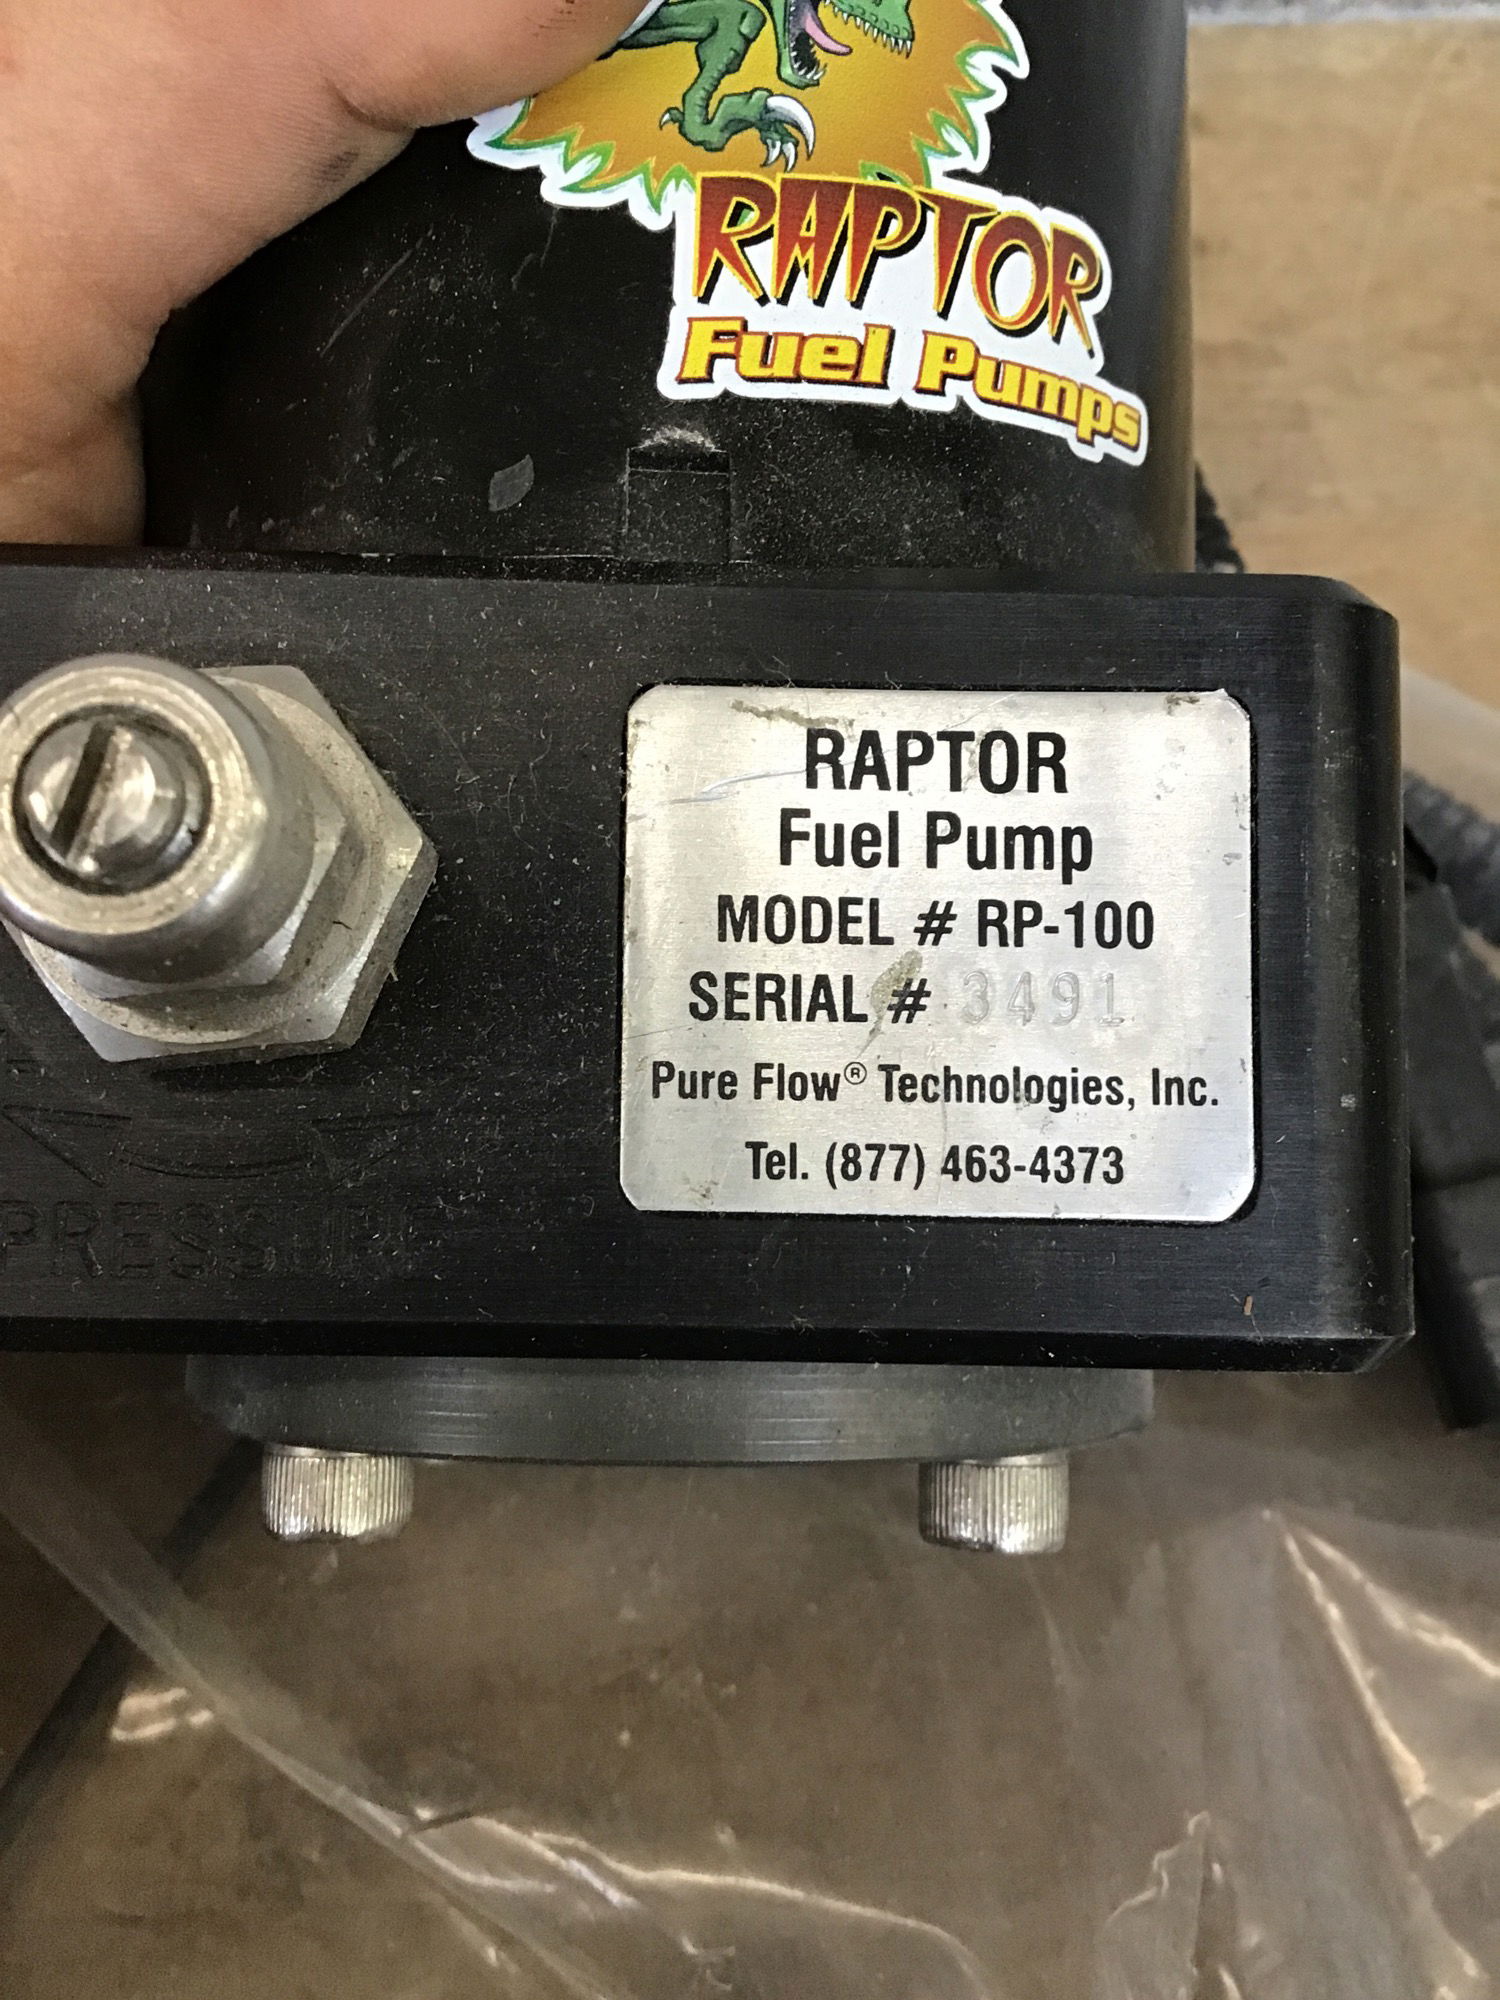 RAPTOR
Fuel Pumps
RAPTOR
Fuel Pump
MODEL # RP-100
SERIAL # 3491
Pure Flow® Technologies, Inc.
Tel. (877) 463-4373
PRESSURE